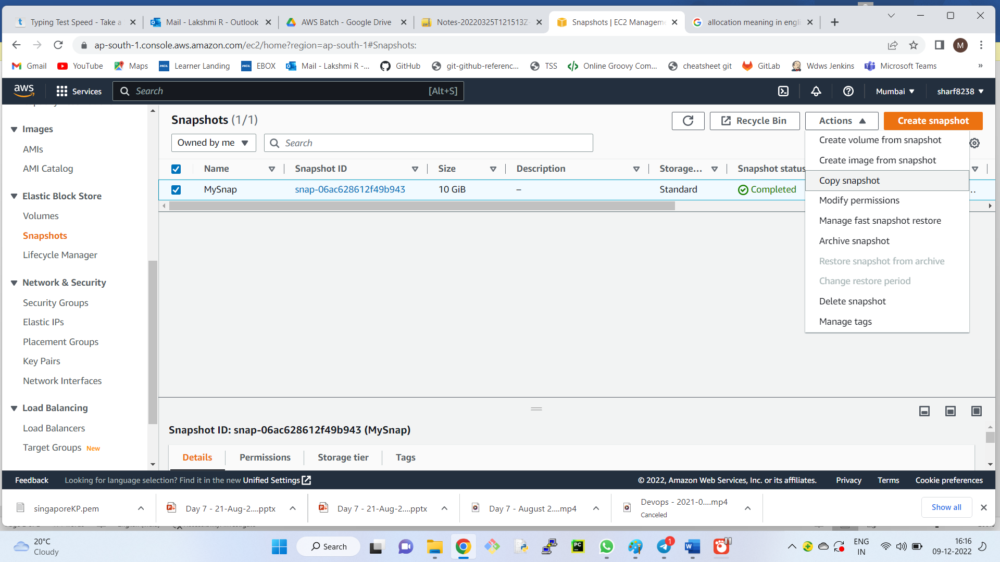 Typing Test Speed - Take a
Mail - Lakshmi R - Outlook
AWS Batch - Google Drive
Notes-20220325T121513Z-
Snapshots | EC2 Manageme
allocation meaning in engli
ap-south-1.console.aws.amazon.com/ec2/home?region=ap-south-1#Snapshots:
M
Gmail
YouTube
Maps
HCL
Learner Landing
HCL
EBOX
Mail - Lakshmi R -...
GitHub
git-github-referenc...
TSS
Online Groovy Com...
cheatsheet git
GitLab
Wdws Jenkins
Microsoft Teams
»
aws
Services
Search
[Alt+S]
Mumbai
sharf8238
Images
AMIs
AMI Catalog
Elastic Block Store
Volumes
Snapshots
Lifecycle Manager
Network & Security
Security Groups
Elastic IPs
Placement Groups
Key Pairs
Network Interfaces
Load Balancing
Load Balancers
Target Groups New
Snapshots (1/1)
Recycle Bin
Actions
Create snapshot
Owned by me
Search
Name
Snapshot ID
Size
Description
Storage...
Snapshot status
MySnap
snap-06ac628612f49b943
10 GiB
–
Standard
Completed
Create volume from snapshot
Create image from snapshot
Copy snapshot
Modify permissions
Manage fast snapshot restore
Archive snapshot
Restore snapshot from archive
Change restore period
Delete snapshot
Manage tags
Snapshot ID: snap-06ac628612f49b943 (MySnap)
Details
Permissions
Storage tier
Tags
Feedback
Looking for language selection? Find it in the new Unified Settings
© 2022, Amazon Web Services, Inc. or its affiliates.
Privacy
Terms
Cookie preferences
singaporeKP.pem
Day 7 - 21-Aug-2....pptx
Day 7 - 21-Aug-2....pptx
Day 7 - August 2....mp4
Devops - 2021-0....mp4
Canceled
Show all
20°C
Cloudy
Search
PC
1
W
ENG
IN
16:16
09-12-2022